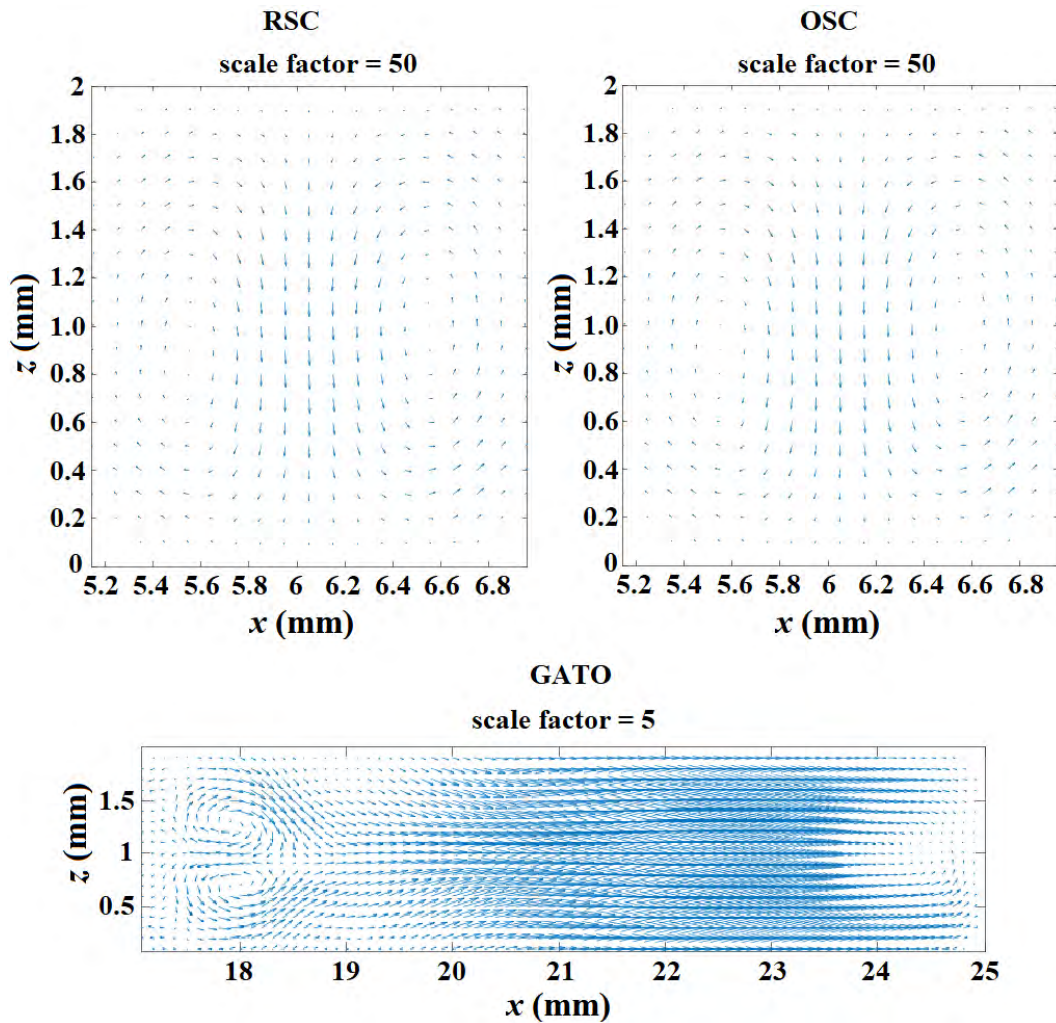 RSC
scale factor = 50
2
1.8
1.6
1.4
1.2
1.0
0.8
0.6
0.4
0.2
0
z (mm)
5.2 5.4 5.6 5.8 6 6.2 6.4 6.6 6.8
x (mm)
OSC
scale factor = 50
2
1.8
1.6
1.4
1.2
1.0
0.8
0.6
0.4
0.2
0
z (mm)
5.2 5.4 5.6 5.8 6 6.2 6.4 6.6 6.8
x (mm)
GATO
scale factor = 5
1.5
1
0.5
z (mm)
18 19 20 21 22 23 24 25
x (mm)